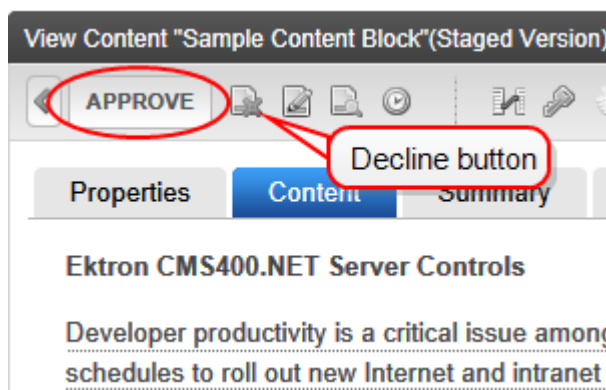 View Content "Sample Content Block"(Staged Version)
APPROVE
Decline button
Properties Content Summary
Ektron CMS400.NET Server Controls
Developer productivity is a critical issue among
schedules to roll out new Internet and intranet